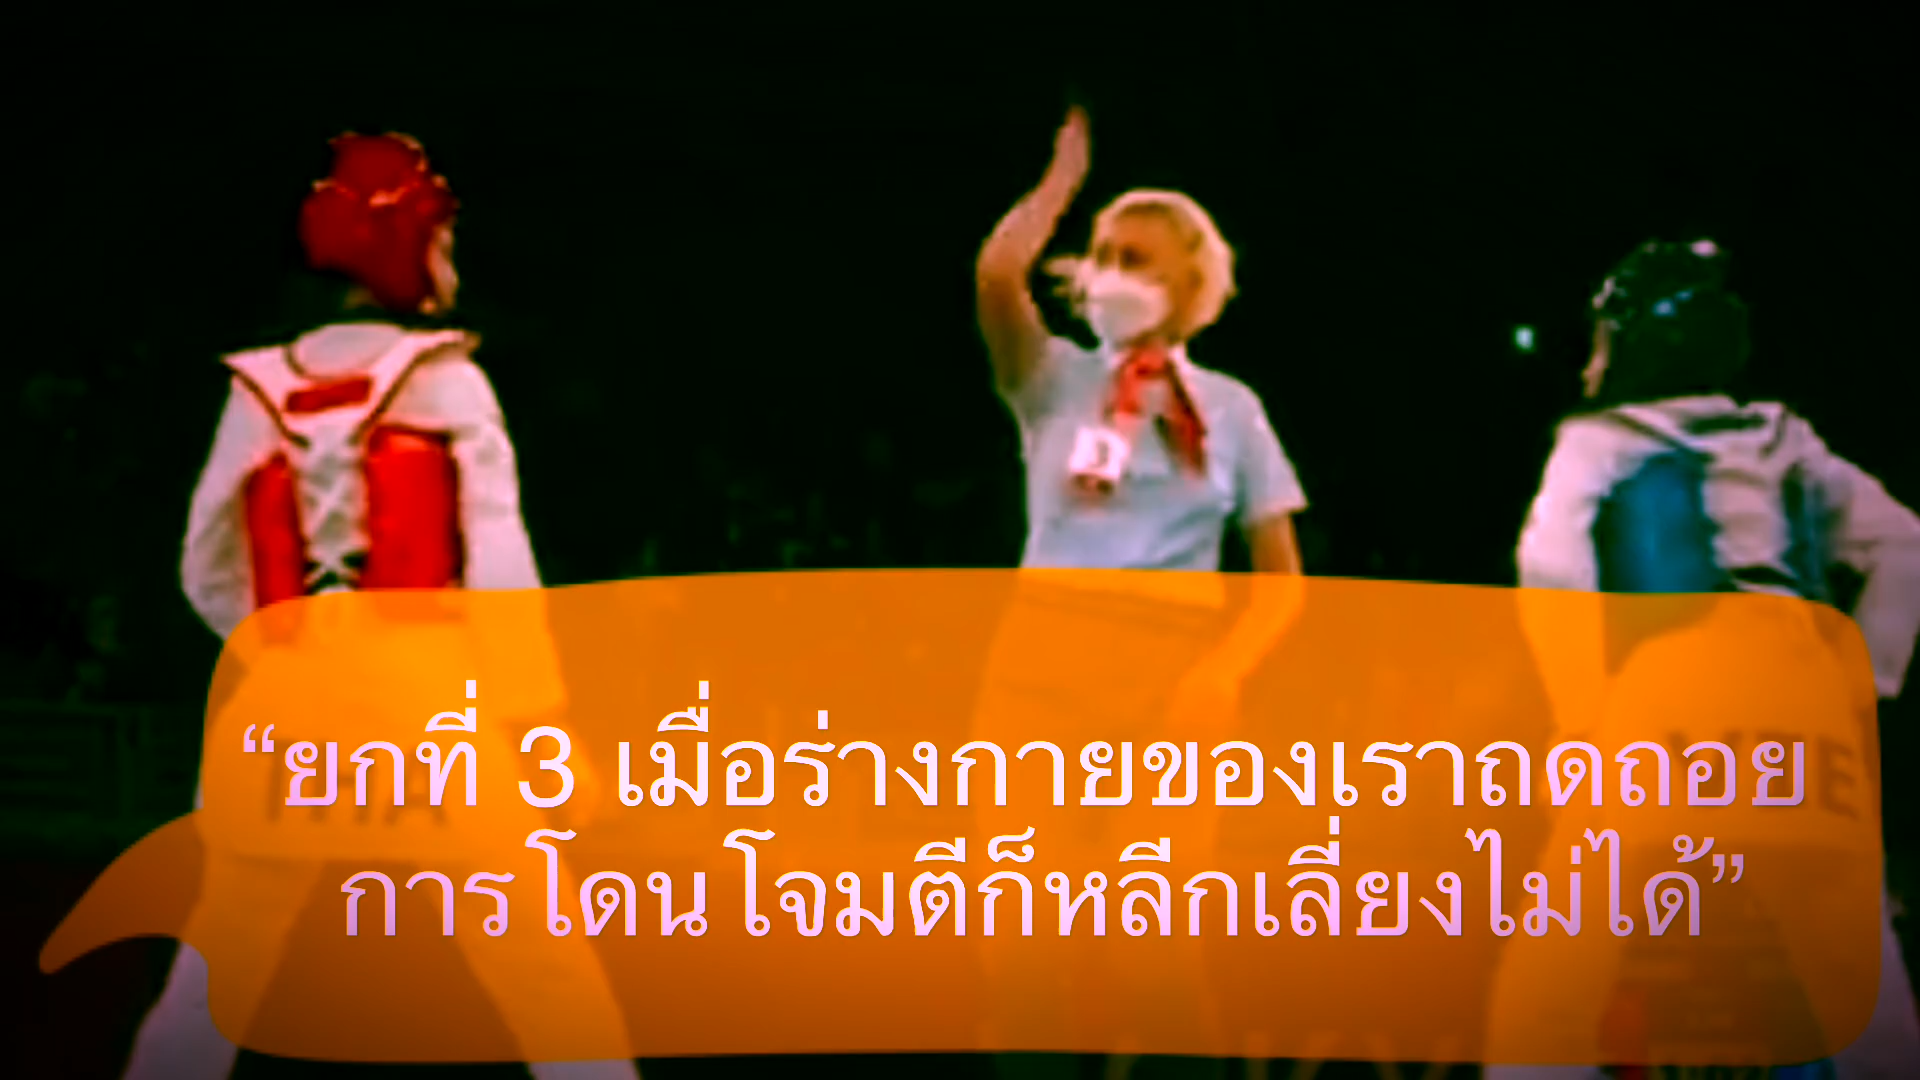 “ยกที่ 3 เมื่อร่างกายของเราถดถอย
การโดนโจมตีก็หลีกเลี่ยงไม่ได้”
THA